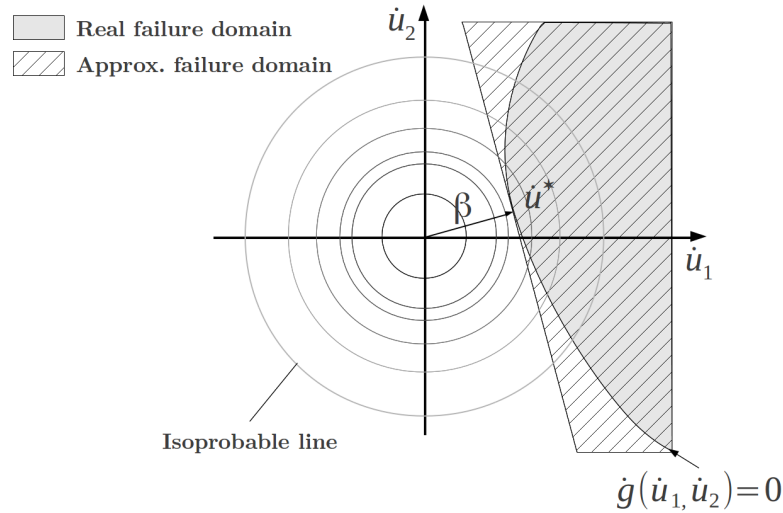 Real failure domain
Approx. failure domain
u̇₂
β
u̇*
u̇₁
Isoprobable line
ġ(u̇₁,u̇₂)=0